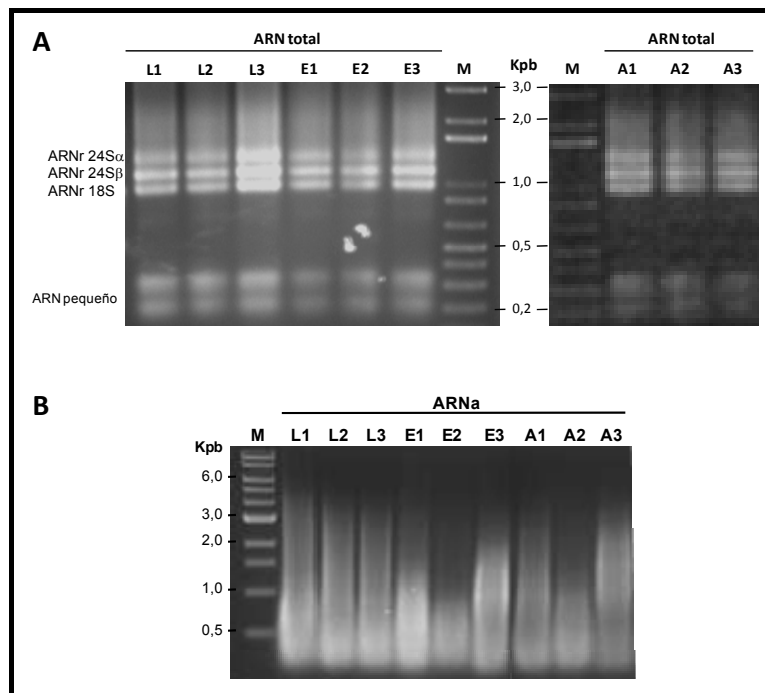 A
ARN total
L1 L2 L3 E1 E2 E3 M
Kpb
ARN total
M A1 A2 A3
3,0
2,0
1,0
0,5
0,2
ARNr 24Sα
ARNr 24Sβ
ARNr 18S
ARN pequeño
B
ARNa
M L1 L2 L3 E1 E2 E3 A1 A2 A3
Kpb
6,0
3,0
2,0
1,0
0,5